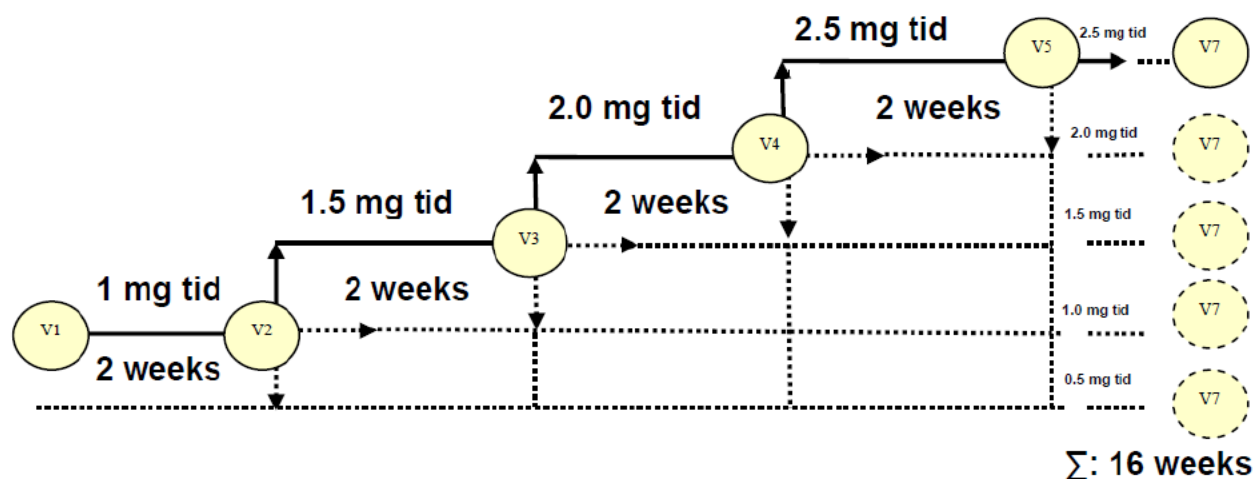 2.5 mg tid
V5
2.5 mg tid
V7
2.0 mg tid
V4
2 weeks
2.0 mg tid
V7
1.5 mg tid
V3
2 weeks
1.5 mg tid
V7
1 mg tid
2 weeks
V1
V2
1.0 mg tid
V7
2 weeks
0.5 mg tid
V7
∑: 16 weeks